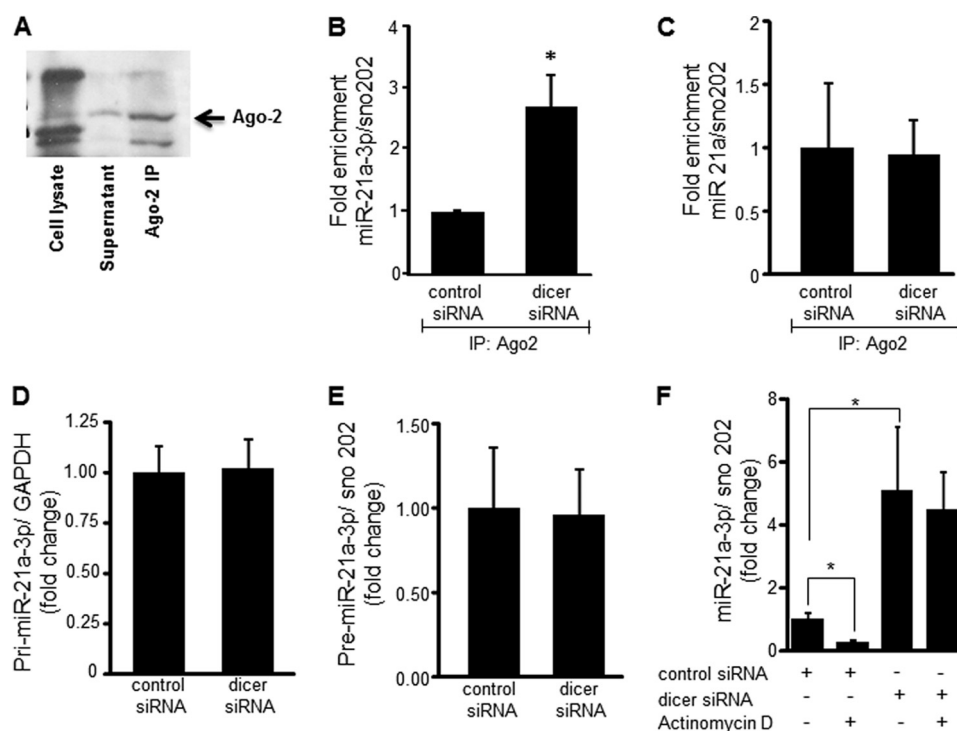 A
Ago-2
Cell lysate
Supernatant
Ago-2 IP
B
Fold enrichment
miR-21a-3p/sno202
4
3
2
1
0
*
control
siRNA
dicer
siRNA
IP: Ago2
C
Fold enrichment
miR 21a/sno202
2
1.5
1
0.5
0
control
siRNA
dicer
siRNA
IP: Ago2
D
Pri-miR-21a-3p/ GAPDH
(fold change)
1.25
1.00
0.75
0.50
0.25
0
control
siRNA
dicer
siRNA
E
Pre-miR-21a-3p/ sno 202
(fold change)
1.50
1.00
0.50
0.00
control
siRNA
dicer
siRNA
F
miR-21a-3p/ sno 202
(fold change)
8
6
4
2
0
*
*
control siRNA + + - -
dicer siRNA - - + +
Actinomycin D - + - +